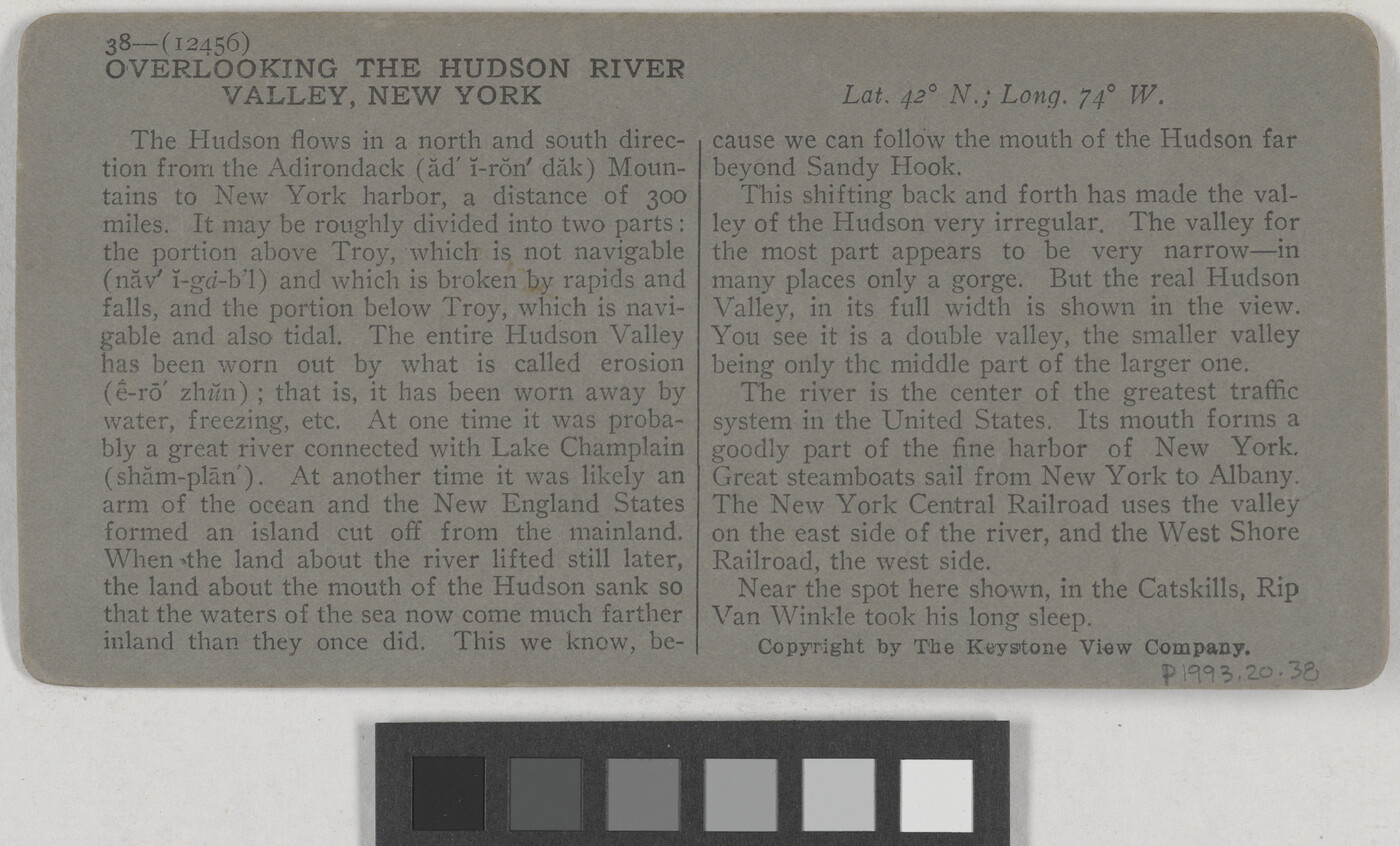 38—(12456)
OVERLOOKING THE HUDSON RIVER
VALLEY, NEW YORK
Lat. 42° N.; Long. 74° W.
The Hudson flows in a north and south direc-
tion from the Adirondack (ăd′ ĭ-rŏn′ dăk) Moun-
tains to New York harbor, a distance of 300
miles. It may be roughly divided into two parts:
the portion above Troy, which is not navigable
(năv′ ĭ-gȧ-b'l) and which is broken by rapids and
falls, and the portion below Troy, which is navi-
gable and also tidal. The entire Hudson Valley
has been worn out by what is called erosion
(ê-rō′ zhŭn); that is, it has been worn away by
water, freezing, etc. At one time it was proba-
bly a great river connected with Lake Champlain
(shăm-plān′). At another time it was likely an
arm of the ocean and the New England States
formed an island cut off from the mainland.
When the land about the river lifted still later,
the land about the mouth of the Hudson sank so
that the waters of the sea now come much farther
inland than they once did. This we know, be-
cause we can follow the mouth of the Hudson far
beyond Sandy Hook.
This shifting back and forth has made the val-
ley of the Hudson very irregular. The valley for
the most part appears to be very narrow—in
many places only a gorge. But the real Hudson
Valley, in its full width is shown in the view.
You see it is a double valley, the smaller valley
being only the middle part of the larger one.
The river is the center of the greatest traffic
system in the United States. Its mouth forms a
goodly part of the fine harbor of New York.
Great steamboats sail from New York to Albany.
The New York Central Railroad uses the valley
on the east side of the river, and the West Shore
Railroad, the west side.
Near the spot here shown, in the Catskills, Rip
Van Winkle took his long sleep.
Copyright by The Keystone View Company.
P1993.20.38